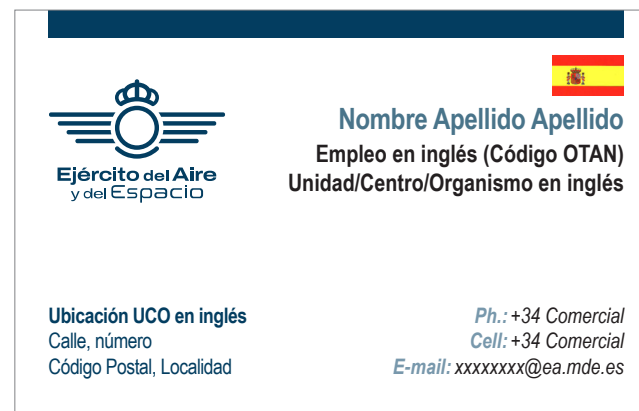 Ejército del Aire
y del Espacio
Nombre Apellido Apellido
Empleo en inglés (Código OTAN)
Unidad/Centro/Organismo en inglés
Ubicación UCO en inglés
Calle, número
Código Postal, Localidad
Ph.: +34 Comercial
Cell: +34 Comercial
E-mail: xxxxxxxx@ea.mde.es